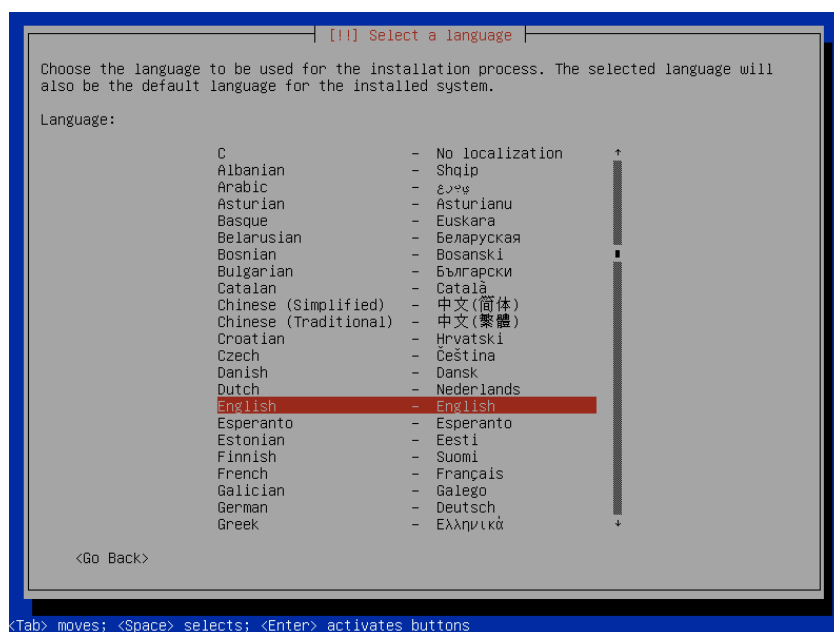 [!!] Select a language
Choose the language to be used for the installation process. The selected language will
also be the default language for the installed system.
Language:
C - No localization
Albanian - Shqip
Arabic - عربي
Asturian - Asturianu
Basque - Euskara
Belarusian - Беларуская
Bosnian - Bosanski
Bulgarian - Български
Catalan - Català
Chinese (Simplified) - 中文(简体)
Chinese (Traditional) - 中文(繁體)
Croatian - Hrvatski
Czech - Čeština
Danish - Dansk
Dutch - Nederlands
English - English
Esperanto - Esperanto
Estonian - Eesti
Finnish - Suomi
French - Français
Galician - Galego
German - Deutsch
Greek - Ελληνικά
<Go Back>
<Tab> moves; <Space> selects; <Enter> activates buttons